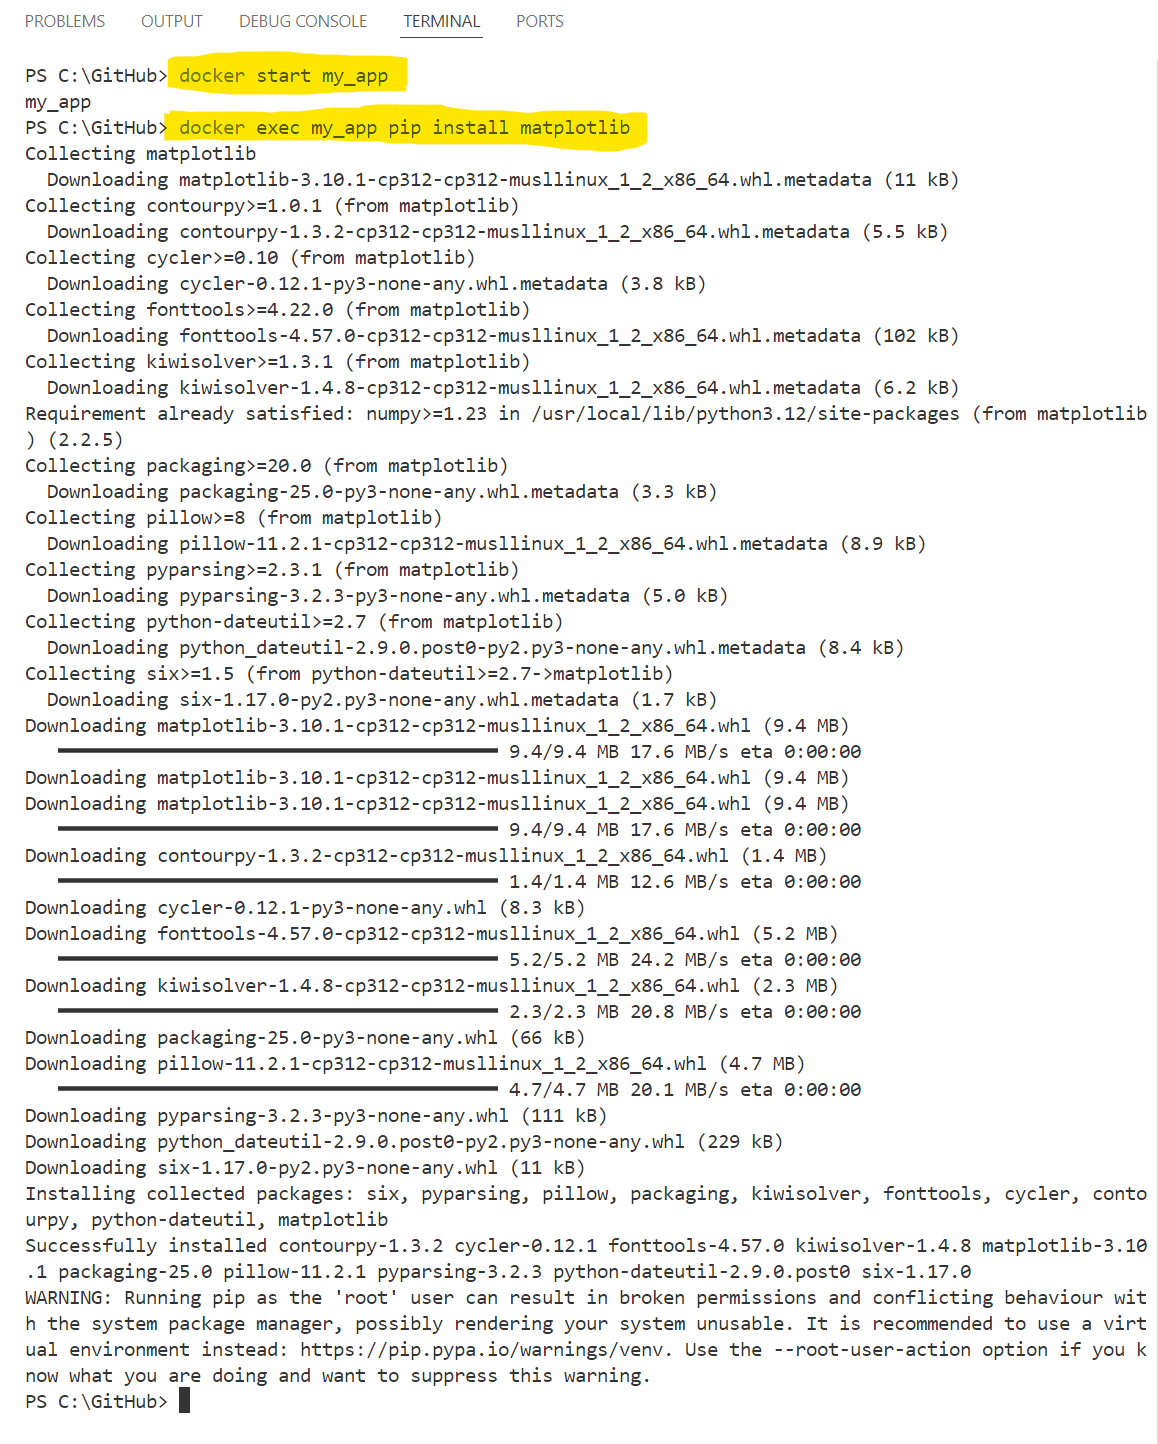 PROBLEMS OUTPUT DEBUG CONSOLE TERMINAL PORTS
PS C:\GitHub> docker start my_app
my_app
PS C:\GitHub> docker exec my_app pip install matplotlib
Collecting matplotlib
  Downloading matplotlib-3.10.1-cp312-cp312-musllinux_1_2_x86_64.whl.metadata (11 kB)
Collecting contourpy>=1.0.1 (from matplotlib)
  Downloading contourpy-1.3.2-cp312-cp312-musllinux_1_2_x86_64.whl.metadata (5.5 kB)
Collecting cycler>=0.10 (from matplotlib)
  Downloading cycler-0.12.1-py3-none-any.whl.metadata (3.8 kB)
Collecting fonttools>=4.22.0 (from matplotlib)
  Downloading fonttools-4.57.0-cp312-cp312-musllinux_1_2_x86_64.whl.metadata (102 kB)
Collecting kiwisolver>=1.3.1 (from matplotlib)
  Downloading kiwisolver-1.4.8-cp312-cp312-musllinux_1_2_x86_64.whl.metadata (6.2 kB)
Requirement already satisfied: numpy>=1.23 in /usr/local/lib/python3.12/site-packages (from matplotlib
) (2.2.5)
Collecting packaging>=20.0 (from matplotlib)
  Downloading packaging-25.0-py3-none-any.whl.metadata (3.3 kB)
Collecting pillow>=8 (from matplotlib)
  Downloading pillow-11.2.1-cp312-cp312-musllinux_1_2_x86_64.whl.metadata (8.9 kB)
Collecting pyparsing>=2.3.1 (from matplotlib)
  Downloading pyparsing-3.2.3-py3-none-any.whl.metadata (5.0 kB)
Collecting python-dateutil>=2.7 (from matplotlib)
  Downloading python_dateutil-2.9.0.post0-py2.py3-none-any.whl.metadata (8.4 kB)
Collecting six>=1.5 (from python-dateutil>=2.7->matplotlib)
  Downloading six-1.17.0-py2.py3-none-any.whl.metadata (1.7 kB)
Downloading matplotlib-3.10.1-cp312-cp312-musllinux_1_2_x86_64.whl (9.4 MB)
9.4/9.4 MB 17.6 MB/s eta 0:00:00
Downloading matplotlib-3.10.1-cp312-cp312-musllinux_1_2_x86_64.whl (9.4 MB)
Downloading matplotlib-3.10.1-cp312-cp312-musllinux_1_2_x86_64.whl (9.4 MB)
9.4/9.4 MB 17.6 MB/s eta 0:00:00
Downloading contourpy-1.3.2-cp312-cp312-musllinux_1_2_x86_64.whl (1.4 MB)
1.4/1.4 MB 12.6 MB/s eta 0:00:00
Downloading cycler-0.12.1-py3-none-any.whl (8.3 kB)
Downloading fonttools-4.57.0-cp312-cp312-musllinux_1_2_x86_64.whl (5.2 MB)
5.2/5.2 MB 24.2 MB/s eta 0:00:00
Downloading kiwisolver-1.4.8-cp312-cp312-musllinux_1_2_x86_64.whl (2.3 MB)
2.3/2.3 MB 20.8 MB/s eta 0:00:00
Downloading packaging-25.0-py3-none-any.whl (66 kB)
Downloading pillow-11.2.1-cp312-cp312-musllinux_1_2_x86_64.whl (4.7 MB)
4.7/4.7 MB 20.1 MB/s eta 0:00:00
Downloading pyparsing-3.2.3-py3-none-any.whl (111 kB)
Downloading python_dateutil-2.9.0.post0-py2.py3-none-any.whl (229 kB)
Downloading six-1.17.0-py2.py3-none-any.whl (11 kB)
Installing collected packages: six, pyparsing, pillow, packaging, kiwisolver, fonttools, cycler, conto
urpy, python-dateutil, matplotlib
Successfully installed contourpy-1.3.2 cycler-0.12.1 fonttools-4.57.0 kiwisolver-1.4.8 matplotlib-3.10
.1 packaging-25.0 pillow-11.2.1 pyparsing-3.2.3 python-dateutil-2.9.0.post0 six-1.17.0
WARNING: Running pip as the 'root' user can result in broken permissions and conflicting behaviour wit
h the system package manager, possibly rendering your system unusable. It is recommended to use a virt
ual environment instead: https://pip.pypa.io/warnings/venv. Use the --root-user-action option if you k
now what you are doing and want to suppress this warning.
PS C:\GitHub>